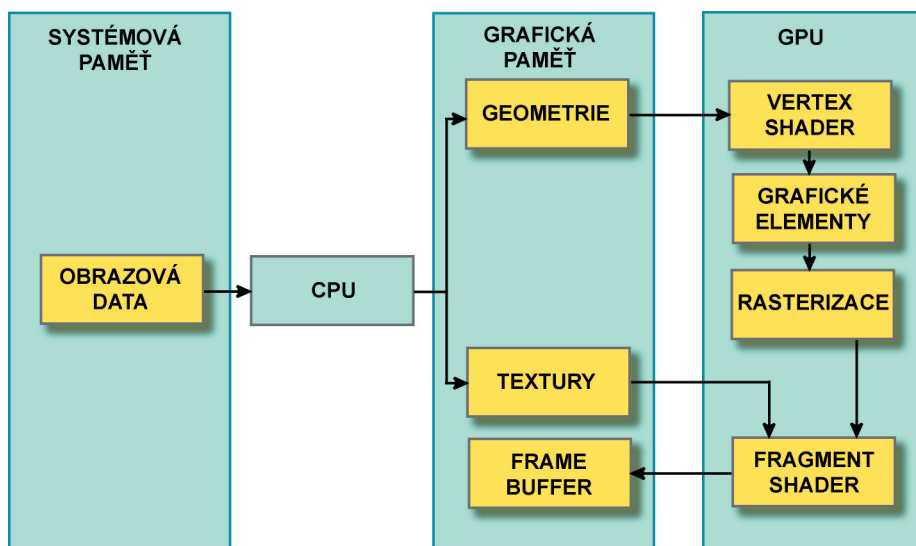 SYSTÉMOVÁ
PAMĚŤ
OBRAZOVÁ
DATA
CPU
GRAFICKÁ
PAMĚŤ
GEOMETRIE
TEXTURY
FRAME
BUFFER
GPU
VERTEX
SHADER
GRAFICKÉ
ELEMENTY
RASTERIZACE
FRAGMENT
SHADER